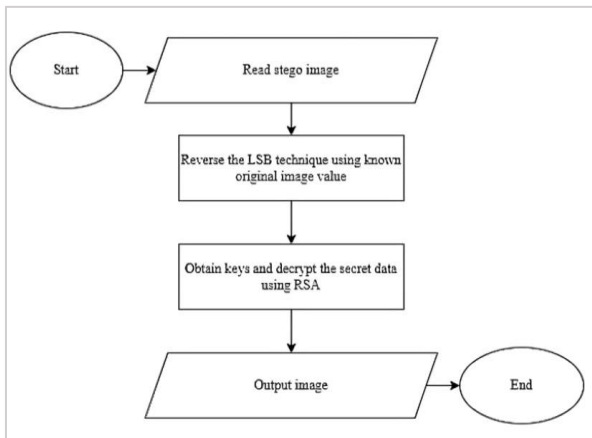 Start
Read stego image
Reverse the LSB technique using known
original image value
Obtain keys and decrypt the secret data
using RSA
Output image
End